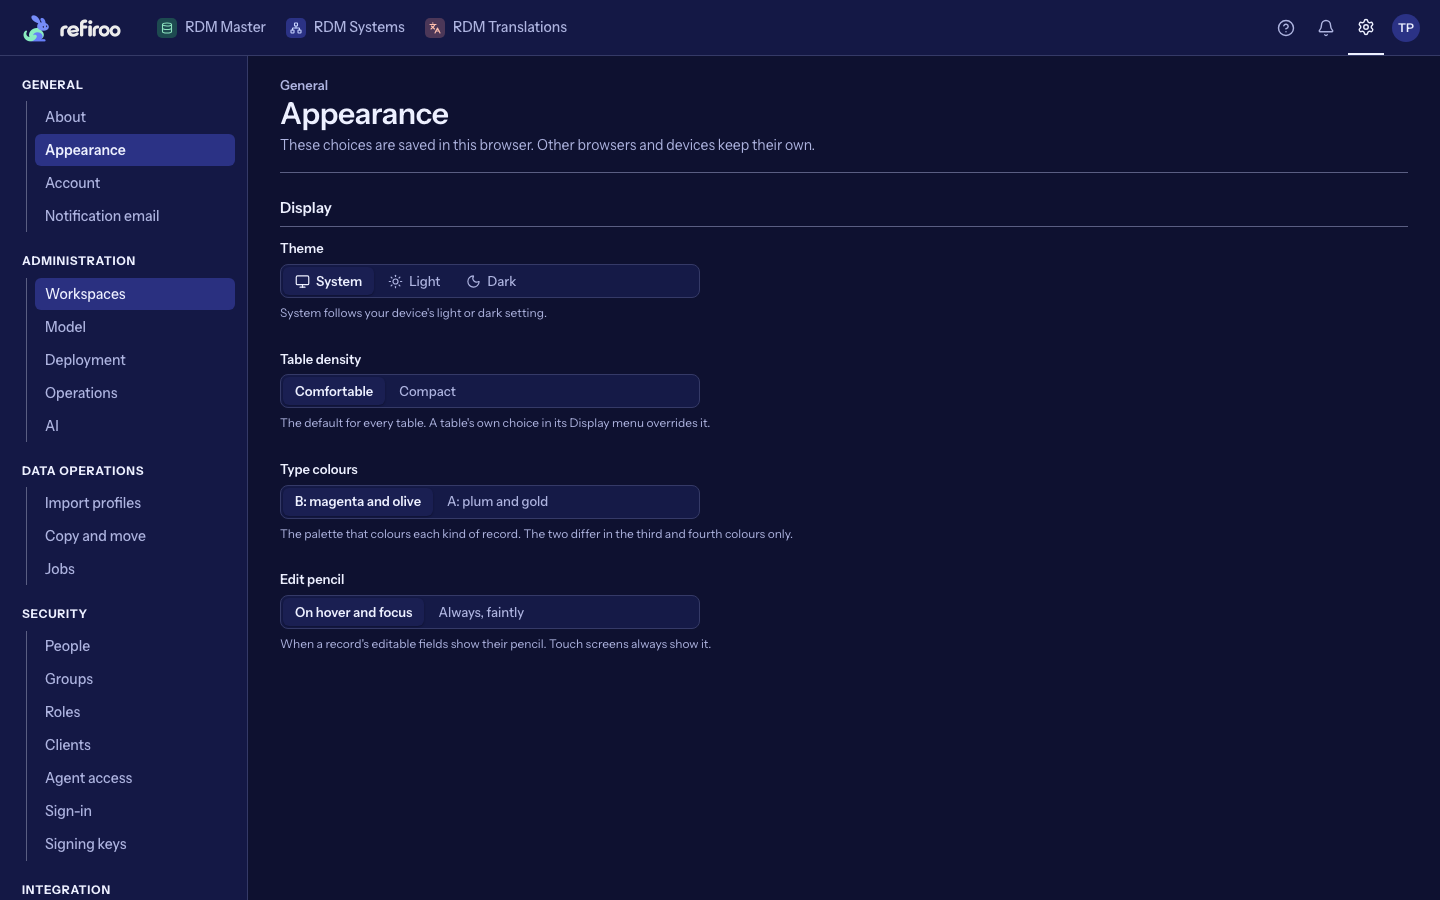 refiroo
RDM Master
RDM Systems
RDM Translations
TP
GENERAL
About
Appearance
Account
Notification email
ADMINISTRATION
Workspaces
Model
Deployment
Operations
AI
DATA OPERATIONS
Import profiles
Copy and move
Jobs
SECURITY
People
Groups
Roles
Clients
Agent access
Sign-in
Signing keys
INTEGRATION
General
Appearance
These choices are saved in this browser. Other browsers and devices keep their own.
Display
Theme
System Light Dark
System follows your device's light or dark setting.
Table density
Comfortable Compact
The default for every table. A table's own choice in its Display menu overrides it.
Type colours
B: magenta and olive A: plum and gold
The palette that colours each kind of record. The two differ in the third and fourth colours only.
Edit pencil
On hover and focus Always, faintly
When a record's editable fields show their pencil. Touch screens always show it.